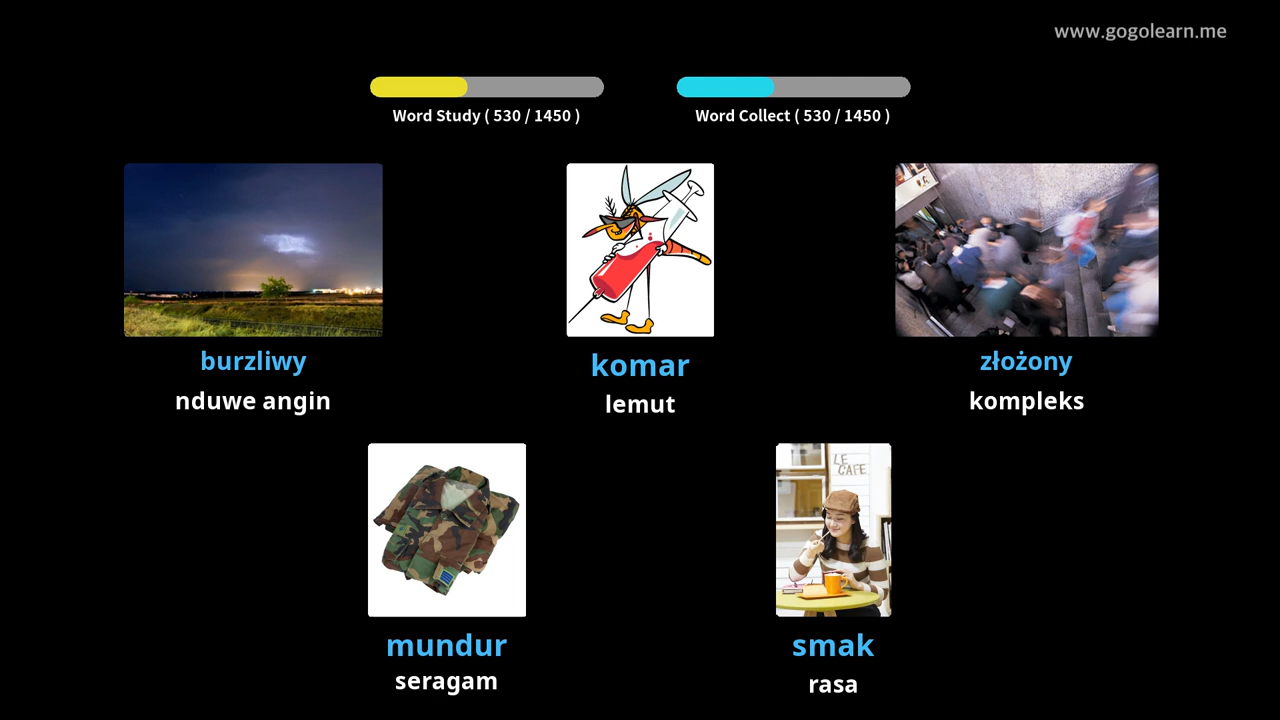 www.gogolearn.me
Word Study ( 530 / 1450 )
Word Collect ( 530 / 1450 )
burzliwy
nduwe angin
komar
lemut
złożony
kompleks
LE
CAFE
mundur
seragam
smak
rasa